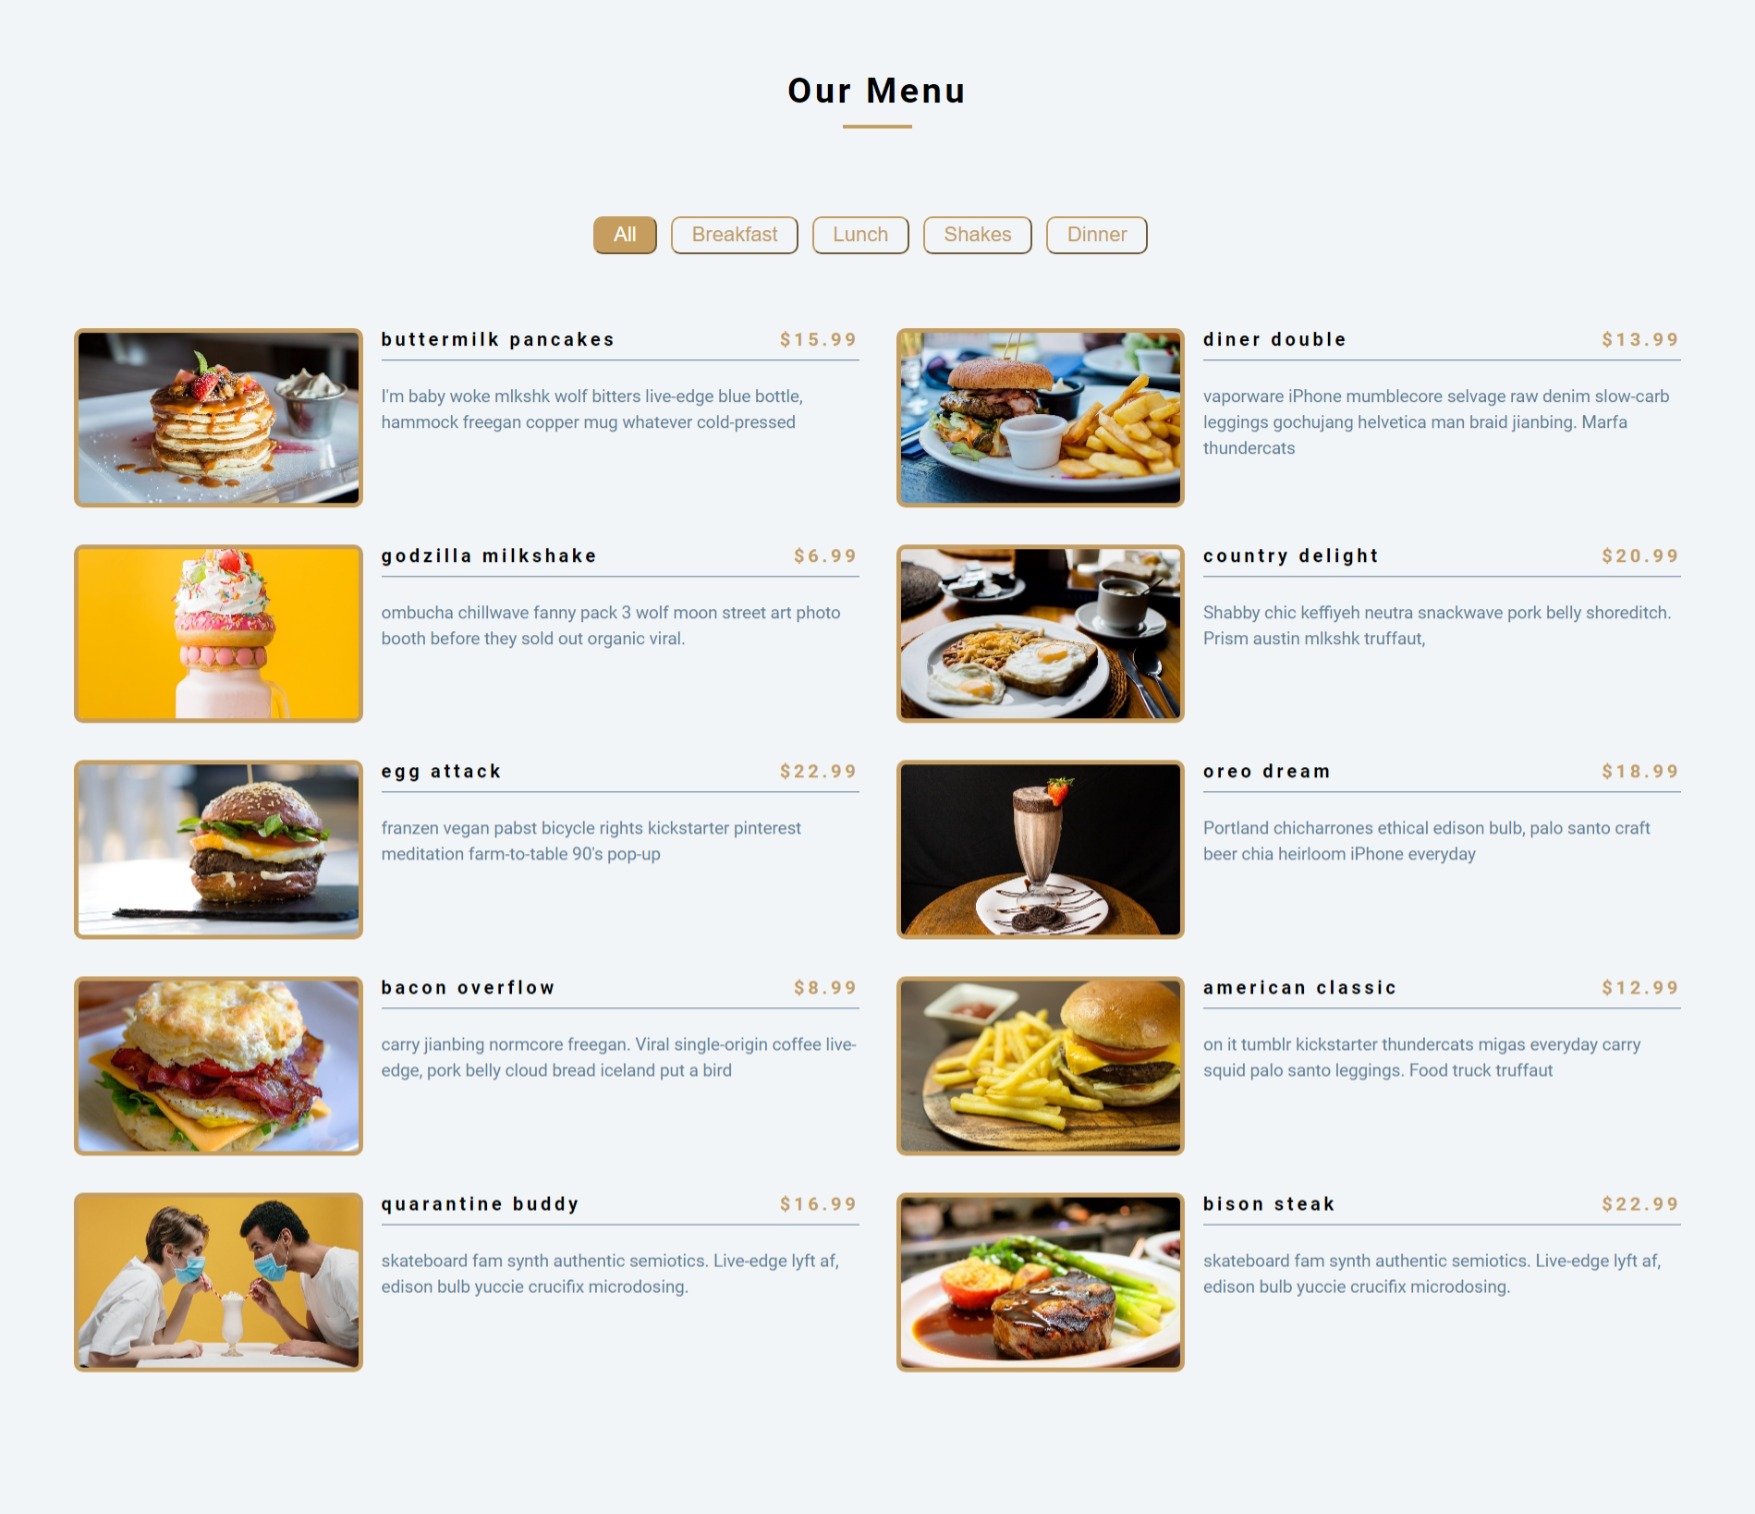 Our Menu
All Breakfast Lunch Shakes Dinner
buttermilk pancakes $15.99
I'm baby woke mlkshk wolf bitters live-edge blue bottle,
hammock freegan copper mug whatever cold-pressed
diner double $13.99
vaporware iPhone mumblecore selvage raw denim slow-carb
leggings gochujang helvetica man braid jianbing. Marfa
thundercats
godzilla milkshake $6.99
ombucha chillwave fanny pack 3 wolf moon street art photo
booth before they sold out organic viral.
country delight $20.99
Shabby chic keffiyeh neutra snackwave pork belly shoreditch.
Prism austin mlkshk truffaut,
egg attack $22.99
franzen vegan pabst bicycle rights kickstarter pinterest
meditation farm-to-table 90's pop-up
oreo dream $18.99
Portland chicharrones ethical edison bulb, palo santo craft
beer chia heirloom iPhone everyday
bacon overflow $8.99
carry jianbing normcore freegan. Viral single-origin coffee live-
edge, pork belly cloud bread iceland put a bird
american classic $12.99
on it tumblr kickstarter thundercats migas everyday carry
squid palo santo leggings. Food truck truffaut
quarantine buddy $16.99
skateboard fam synth authentic semiotics. Live-edge lyft af,
edison bulb yuccie crucifix microdosing.
bison steak $22.99
skateboard fam synth authentic semiotics. Live-edge lyft af,
edison bulb yuccie crucifix microdosing.